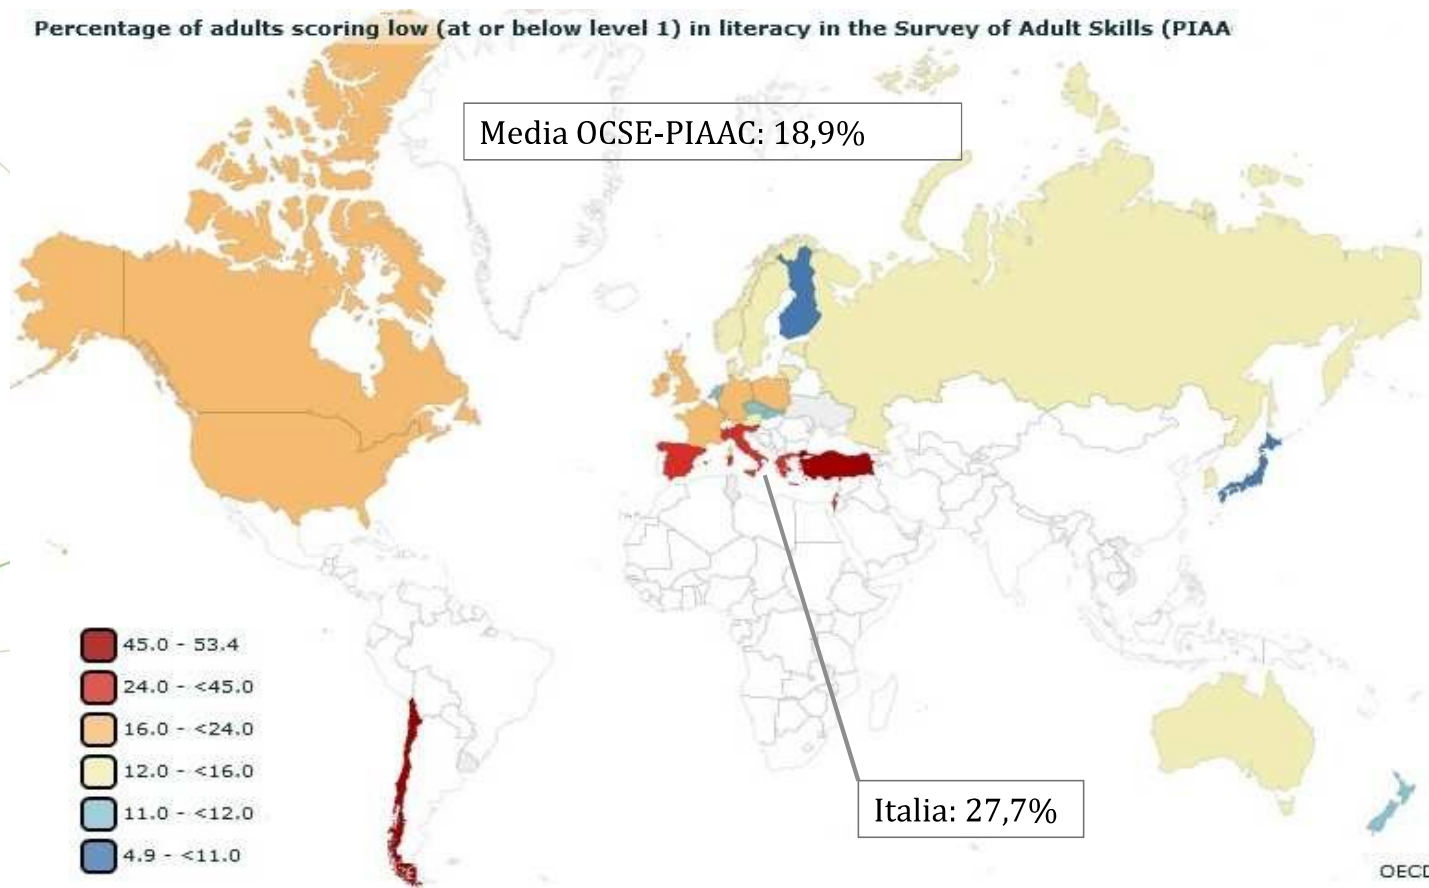 Percentage of adults scoring low (at or below level 1) in literacy in the Survey of Adult Skills (PIAA
Media OCSE-PIAAC: 18,9%
45.0 - 53.4
24.0 - <45.0
16.0 - <24.0
12.0 - <16.0
11.0 - <12.0
4.9 - <11.0
Italia: 27,7%
OECD